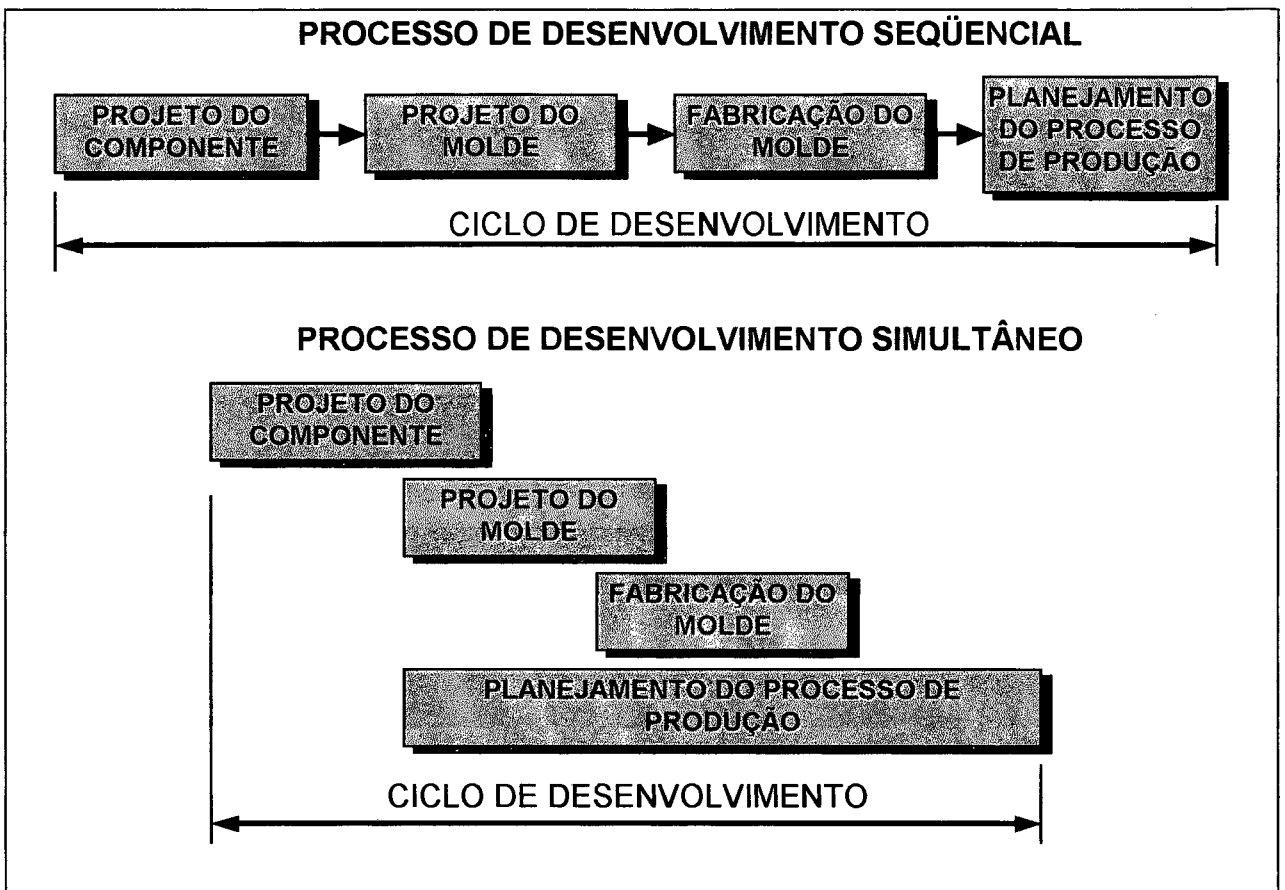 PROCESSO DE DESENVOLVIMENTO SEQÜENCIAL
PROJETO DO
COMPONENTE
PROJETO DO
MOLDE
FABRICAÇÃO DO
MOLDE
PLANEJAMENTO
DO PROCESSO
DE PRODUÇÃO
CICLO DE DESENVOLVIMENTO
PROCESSO DE DESENVOLVIMENTO SIMULTÂNEO
PROJETO DO
COMPONENTE
PROJETO DO
MOLDE
FABRICAÇÃO DO
MOLDE
PLANEJAMENTO DO PROCESSO DE
PRODUÇÃO
CICLO DE DESENVOLVIMENTO